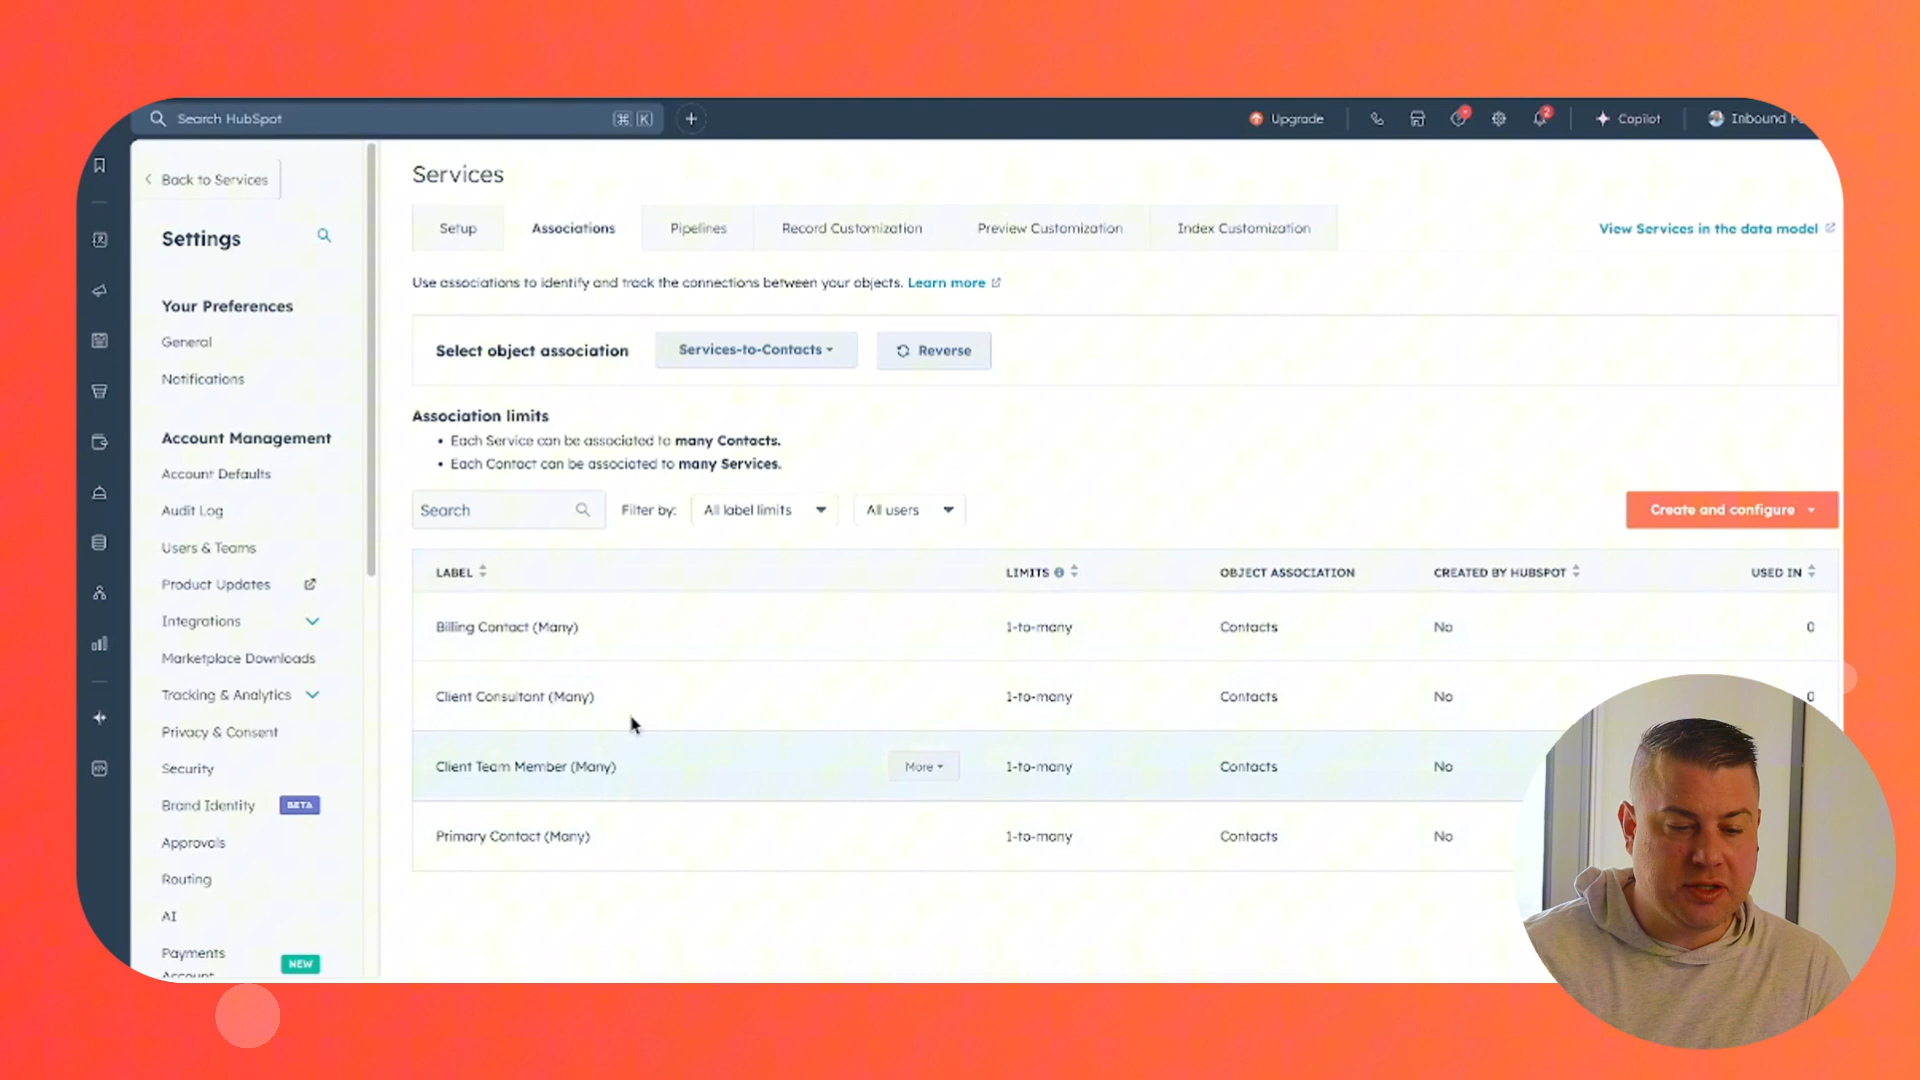 Search HubSpot
⌘ K
+
Upgrade
2
Copilot
Inbound
Back to Services
Settings
Your Preferences
General
Notifications
Account Management
Account Defaults
Audit Log
Users & Teams
Product Updates
Integrations
Marketplace Downloads
Tracking & Analytics
Privacy & Consent
Security
Brand Identity BETA
Approvals
Routing
AI
Payments
Account
NEW
Services
Setup
Associations
Pipelines
Record Customization
Preview Customization
Index Customization
View Services in the data model
Use associations to identify and track the connections between your objects. Learn more
Select object association
Services-to-Contacts
Reverse
Association limits
• Each Service can be associated to many Contacts.
• Each Contact can be associated to many Services.
Search
Filter by:
All label limits
All users
Create and configure
LABEL LIMITS OBJECT ASSOCIATION CREATED BY HUBSPOT USED IN
Billing Contact (Many) 1-to-many Contacts No 0
Client Consultant (Many) 1-to-many Contacts No 0
Client Team Member (Many) More 1-to-many Contacts No
Primary Contact (Many) 1-to-many Contacts No